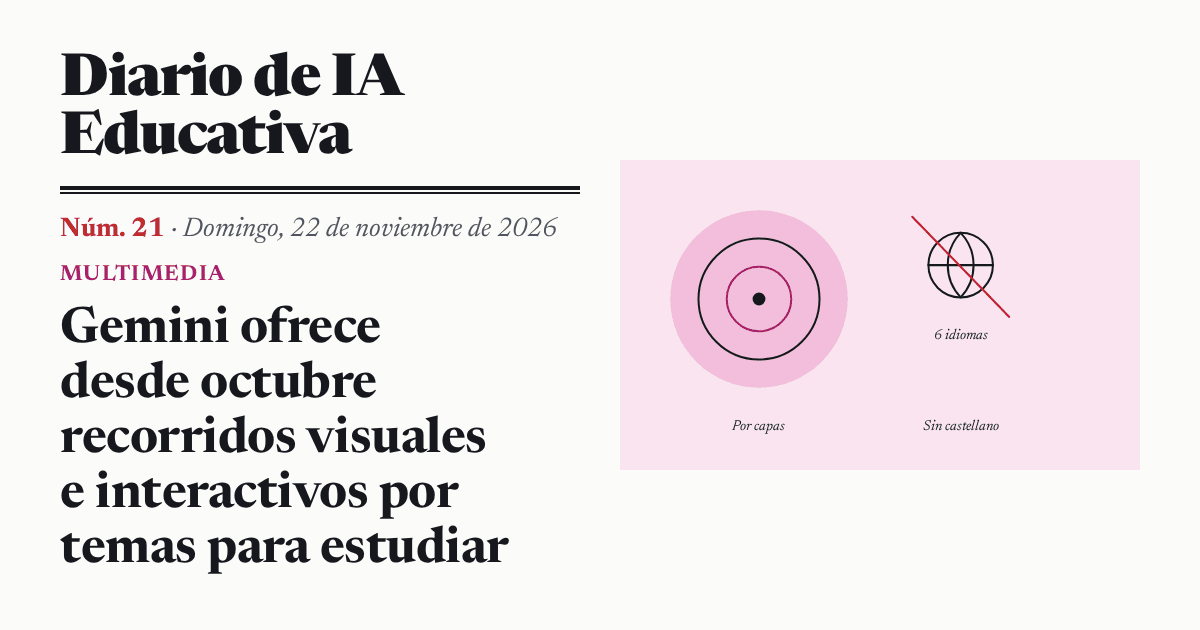 Diario de IA
Educativa
Núm. 21 · Domingo, 22 de noviembre de 2026
MULTIMEDIA
Gemini ofrece
desde octubre
recorridos visuales
e interactivos por
temas para estudiar
6 idiomas
Por capas
Sin castellano